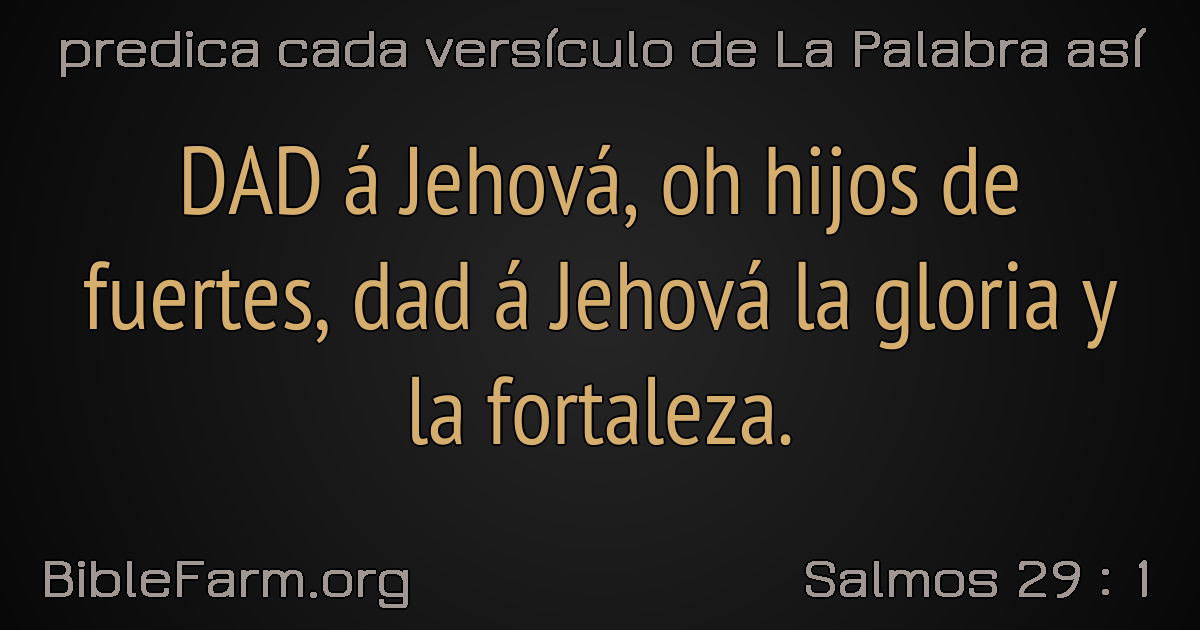 predica cada versículo de La Palabra así
DAD á Jehová, oh hijos de
fuertes, dad á Jehová la gloria y
la fortaleza.
BibleFarm.org
Salmos 29 : 1